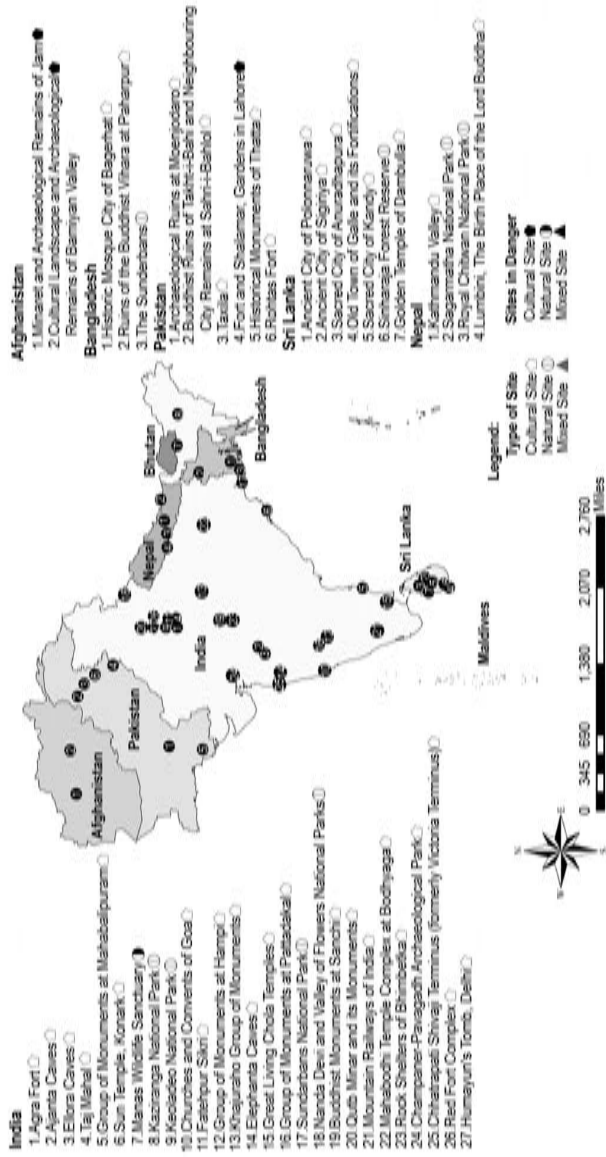 India
1.Agra Fort
2.Ajanta Caves
3.Ellora Caves
4.Taj Mahal
5.Group of Monuments at Mahabalipuram
6.Sun Temple, Konark
7.Manas Wildlife Sanctuary
8.Kaziranga National Park
9.Keoladeo National Park
10.Churches and Convents of Goa
11.Fatehpur Sikri
12.Group of Monuments at Hampi
13.Khajuraho Group of Monuments
14.Elephanta Caves
15.Great Living Chola Temples
16.Group of Monuments at Pattadakal
17.Sundarbans National Park
18.Nanda Devi and Valley of Flowers National Parks
19.Buddhist Monuments at Sanchi
20.Qutb Minar and its Monuments
21.Mountain Railways of India
22.Mahabodhi Temple Complex at Bodhgaya
23.Rock Shelters of Bhimbetka
24.Champaner-Pavagadh Archaeological Park
25.Chhatrapati Shivaji Terminus (formerly Victoria Terminus)
26.Red Fort Complex
27.Humayun's Tomb, Delhi
Afghanistan
Pakistan
India
Nepal
Bhutan
Bangladesh
Sri Lanka
Maldives
0 345 690 1,380 2,070 2,760
Miles
Afghanistan
1.Minaret and Archaeological Remains of Jam
2.Cultural Landscape and Archaeological
Remains of Bamiyan Valley
Bangladesh
1.Historic Mosque City of Bagerhat
2.Ruins of the Buddhist Vihara at Paharpur
3.The Sundarbans
Pakistan
1.Archaeological Ruins at Moenjodaro
2.Buddhist Ruins of Takht-i-Bahi and Neighbouring
City Remains at Sahr-i-Bahlol
3.Taxila
4.Fort and Shalamar, Gardens in Lahore
5.Historical Monuments of Thatta
6.Rohtas Fort
Sri Lanka
1.Ancient City of Polonnaruwa
2.Ancient City of Sigiriya
3.Sacred City of Anuradhapura
4.Old Town of Galle and its Fortifications
5.Sacred City of Kandy
6.Sinharaja Forest Reserve
7.Golden Temple of Dambulla
Nepal
1.Kathmandu Valley
2.Sagarmatha National Park
3.Royal Chitwan National Park
4.Lumbini, The Birth Place of the Lord Buddha
Legend:
Type of Site
Cultural Site
Natural Site
Mixed Site
Sites in Danger
Cultural Site
Natural Site
Mixed Site